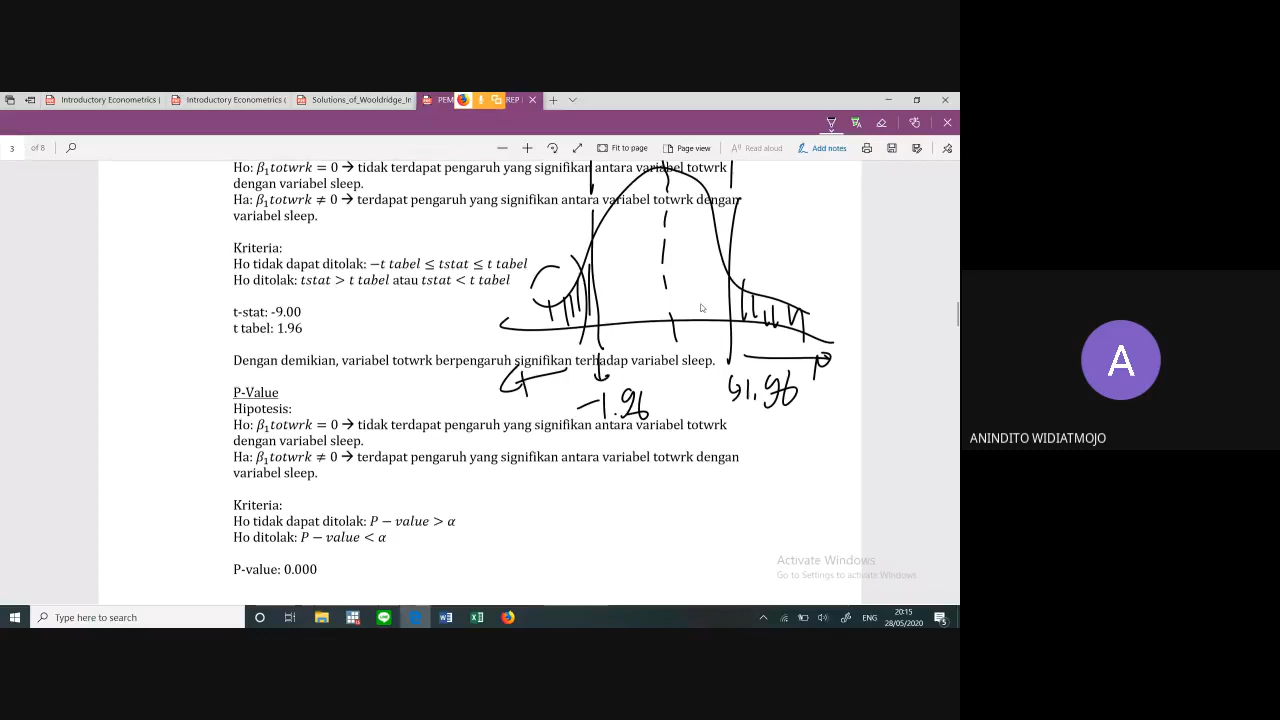 Introductory Econometrics (
Introductory Econometrics (
Solutions_of_Wooldridge_In
PEM
REP
3 of 8
Fit to page
Page view
Read aloud
Add notes
Ho: 𝛽₁totwrk = 0 → tidak terdapat pengaruh yang signifikan antara variabel totwrk
dengan variabel sleep.
Ha: 𝛽₁totwrk ≠ 0 → terdapat pengaruh yang signifikan antara variabel totwrk dengan
variabel sleep.
Kriteria:
Ho tidak dapat ditolak: −t tabel ≤ tstat ≤ t tabel
Ho ditolak: tstat > t tabel atau tstat < t tabel
t-stat: -9.00
t tabel: 1.96
Dengan demikian, variabel totwrk berpengaruh signifikan terhadap variabel sleep.
-1.96
1.96
P-Value
Hipotesis:
Ho: 𝛽₁totwrk = 0 → tidak terdapat pengaruh yang signifikan antara variabel totwrk
dengan variabel sleep.
Ha: 𝛽₁totwrk ≠ 0 → terdapat pengaruh yang signifikan antara variabel totwrk dengan
variabel sleep.
Kriteria:
Ho tidak dapat ditolak: P − value > α
Ho ditolak: P − value < α
P-value: 0.000
Activate Windows
Go to Settings to activate Windows.
A
ANINDITO WIDIATMOJO
Type here to search
ENG
20:15
28/05/2020
5